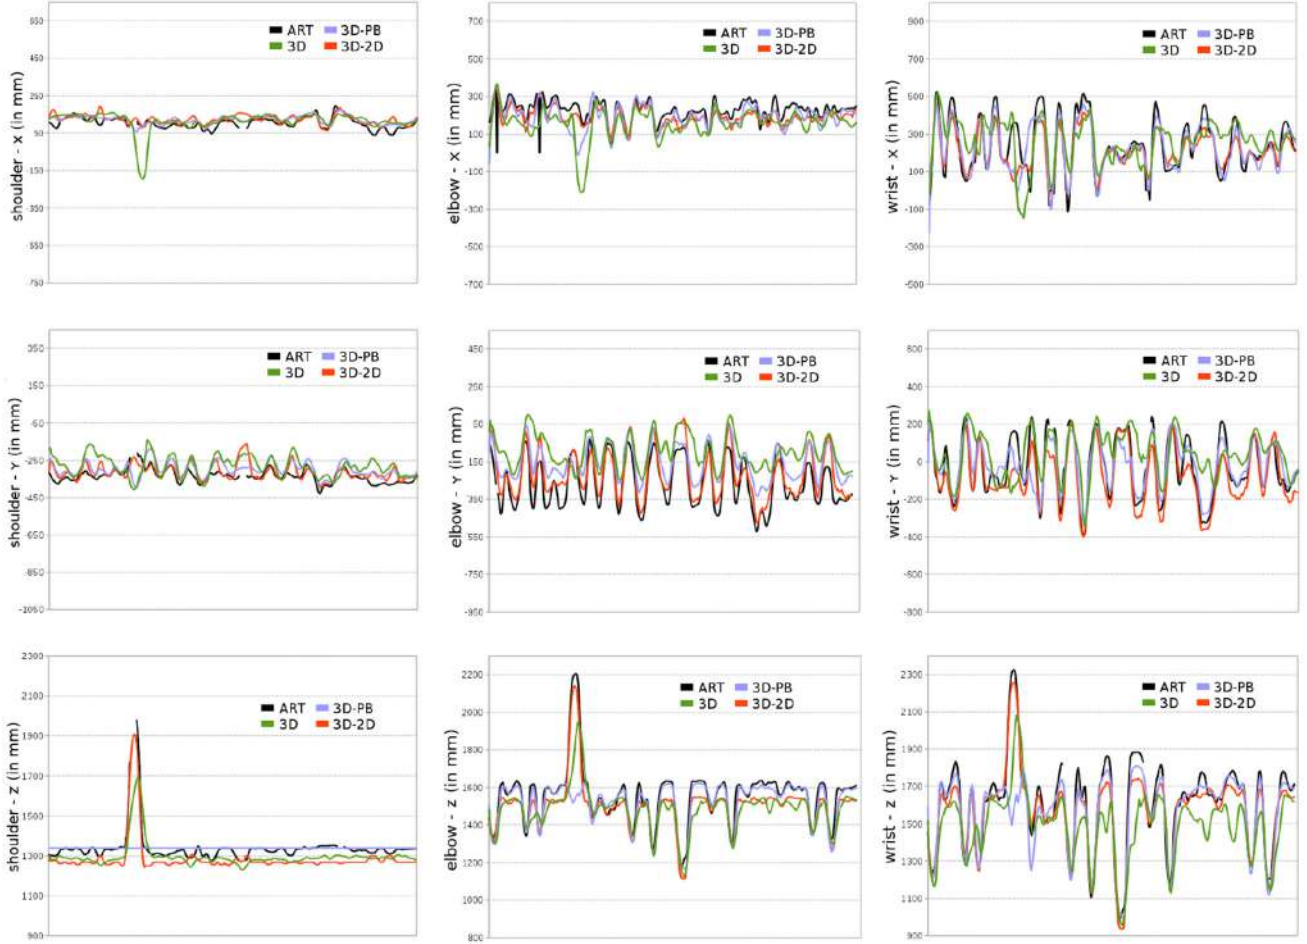 shoulder - X (in mm)
650
450
250
50
-150
-350
-550
-750
ART 3D-PB
3D 3D-2D
elbow - X (in mm)
700
500
300
100
-100
-300
-500
-700
ART 3D-PB
3D 3D-2D
wrist - X (in mm)
900
700
500
300
100
-100
-300
-500
ART 3D-PB
3D 3D-2D
shoulder - Y (in mm)
350
150
-50
-250
-450
-650
-850
-1050
ART 3D-PB
3D 3D-2D
elbow - Y (in mm)
450
250
50
-150
-350
-550
-750
-950
ART 3D-PB
3D 3D-2D
wrist - Y (in mm)
600
400
200
0
-200
-400
-600
-800
ART 3D-PB
3D 3D-2D
shoulder - Z (in mm)
2300
2100
1900
1700
1500
1300
1100
900
ART 3D-PB
3D 3D-2D
elbow - Z (in mm)
2200
2000
1800
1600
1400
1200
1000
800
ART 3D-PB
3D 3D-2D
wrist - Z (in mm)
2300
2100
1900
1700
1500
1300
1100
900
ART 3D-PB
3D 3D-2D